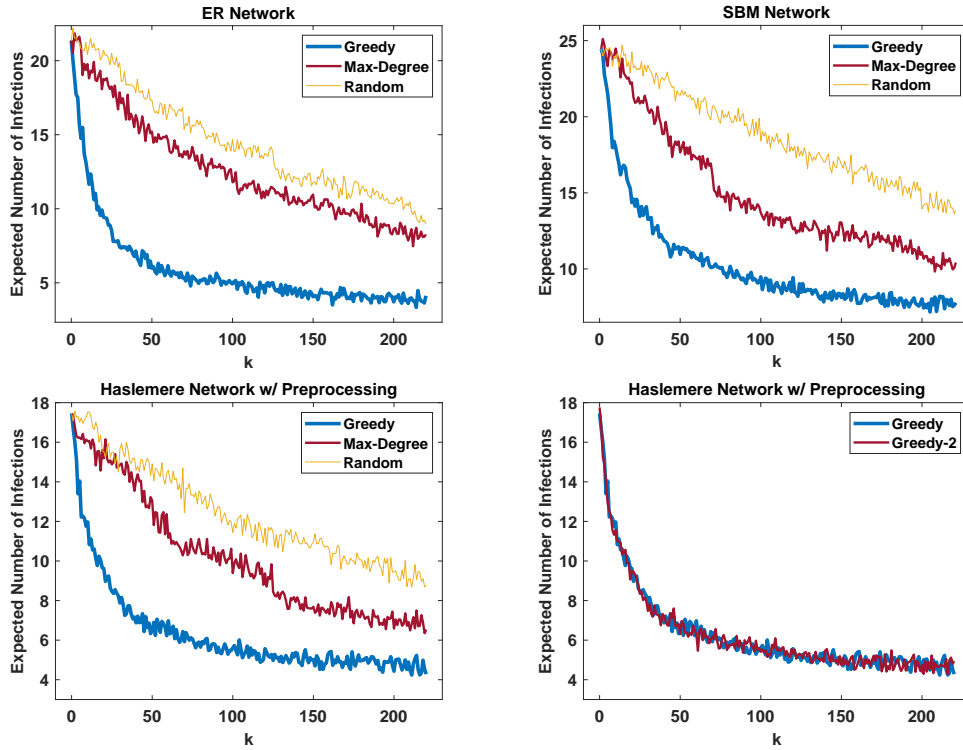 ER Network
Expected Number of Infections
20
15
10
5
0
50
100
150
200
k
Greedy
Max-Degree
Random
SBM Network
Expected Number of Infections
25
20
15
10
0
50
100
150
200
k
Greedy
Max-Degree
Random
Haslemere Network w/ Preprocessing
Expected Number of Infections
18
16
14
12
10
8
6
4
0
50
100
150
200
k
Greedy
Max-Degree
Random
Haslemere Network w/ Preprocessing
Expected Number of Infections
18
16
14
12
10
8
6
4
0
50
100
150
200
k
Greedy
Greedy-2